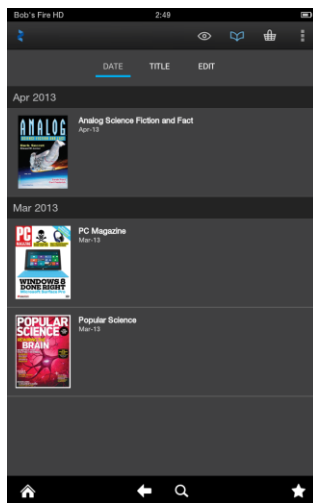 Bob's Fire HD 2:49
DATE TITLE EDIT
Apr 2013
ANALOG
Analog Science Fiction and Fact
Apr-13
Mar 2013
PC
PC Magazine
Mar-13
WINDOWS 8
DONE RIGHT
POPULAR
SCIENCE
BRAIN
Popular Science
Mar-13